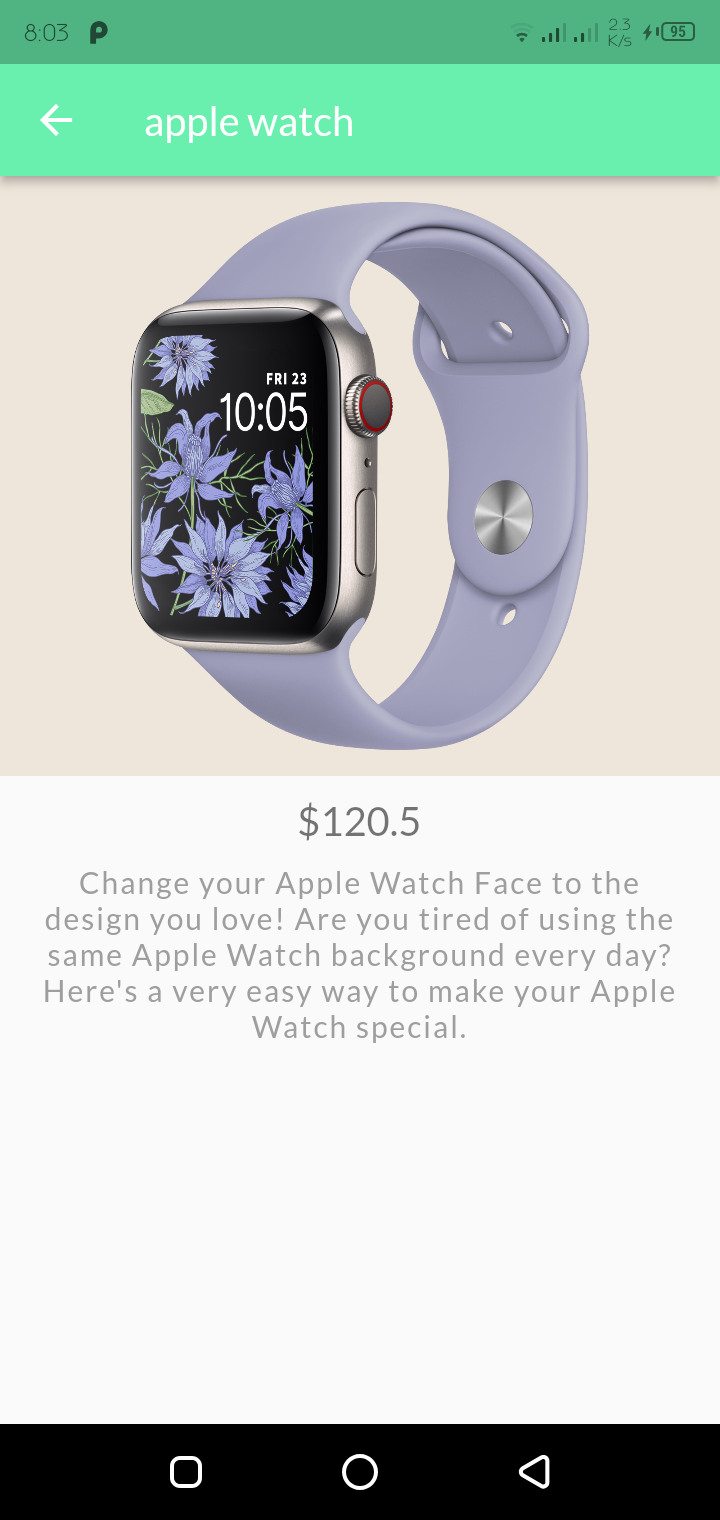 8:03
2.3
K/s
95
apple watch
FRI 23
10:05
$120.5
Change your Apple Watch Face to the
design you love! Are you tired of using the
same Apple Watch background every day?
Here's a very easy way to make your Apple
Watch special.